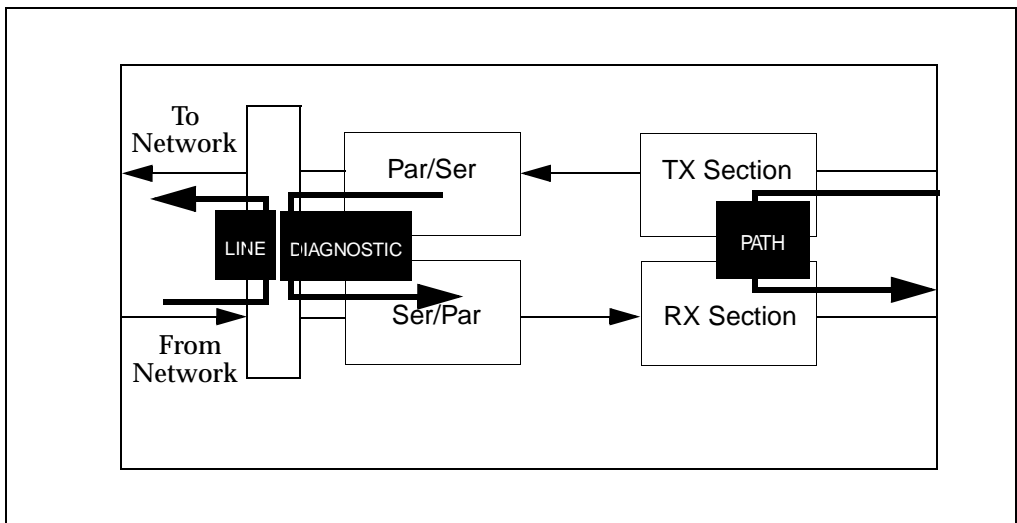 To
Network
Par/Ser
TX Section
LINE
DIAGNOSTIC
PATH
Ser/Par
RX Section
From
Network